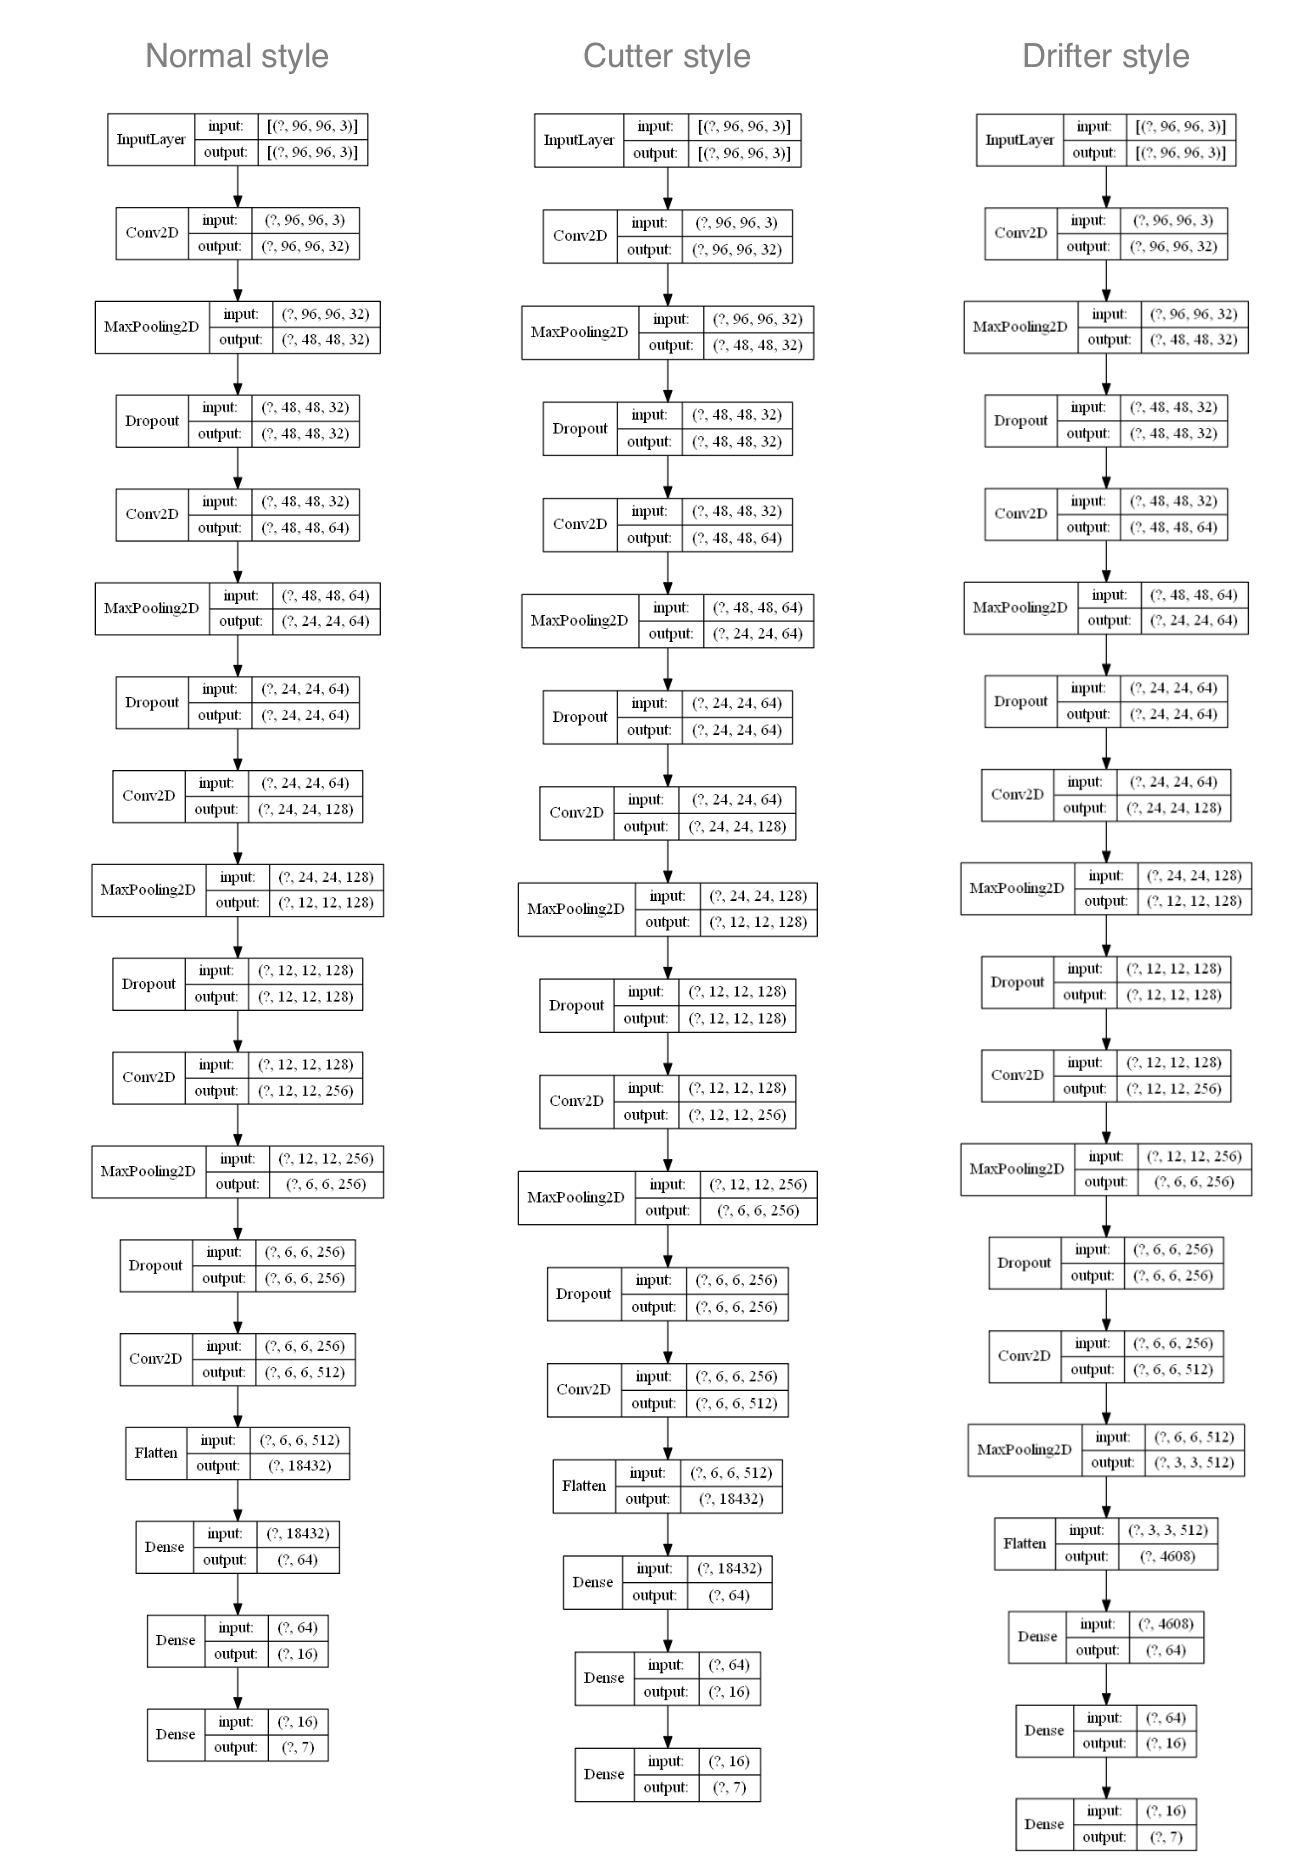 Normal style
InputLayer
input:
[(?, 96, 96, 3)]
output:
[(?, 96, 96, 3)]
Conv2D
input:
(?, 96, 96, 3)
output:
(?, 96, 96, 32)
MaxPooling2D
input:
(?, 96, 96, 32)
output:
(?, 48, 48, 32)
Dropout
input:
(?, 48, 48, 32)
output:
(?, 48, 48, 32)
Conv2D
input:
(?, 48, 48, 32)
output:
(?, 48, 48, 64)
MaxPooling2D
input:
(?, 48, 48, 64)
output:
(?, 24, 24, 64)
Dropout
input:
(?, 24, 24, 64)
output:
(?, 24, 24, 64)
Conv2D
input:
(?, 24, 24, 64)
output:
(?, 24, 24, 128)
MaxPooling2D
input:
(?, 24, 24, 128)
output:
(?, 12, 12, 128)
Dropout
input:
(?, 12, 12, 128)
output:
(?, 12, 12, 128)
Conv2D
input:
(?, 12, 12, 128)
output:
(?, 12, 12, 256)
MaxPooling2D
input:
(?, 12, 12, 256)
output:
(?, 6, 6, 256)
Dropout
input:
(?, 6, 6, 256)
output:
(?, 6, 6, 256)
Conv2D
input:
(?, 6, 6, 256)
output:
(?, 6, 6, 512)
Flatten
input:
(?, 6, 6, 512)
output:
(?, 18432)
Dense
input:
(?, 18432)
output:
(?, 64)
Dense
input:
(?, 64)
output:
(?, 16)
Dense
input:
(?, 16)
output:
(?, 7)
Cutter style
InputLayer
input:
[(?, 96, 96, 3)]
output:
[(?, 96, 96, 3)]
Conv2D
input:
(?, 96, 96, 3)
output:
(?, 96, 96, 32)
MaxPooling2D
input:
(?, 96, 96, 32)
output:
(?, 48, 48, 32)
Dropout
input:
(?, 48, 48, 32)
output:
(?, 48, 48, 32)
Conv2D
input:
(?, 48, 48, 32)
output:
(?, 48, 48, 64)
MaxPooling2D
input:
(?, 48, 48, 64)
output:
(?, 24, 24, 64)
Dropout
input:
(?, 24, 24, 64)
output:
(?, 24, 24, 64)
Conv2D
input:
(?, 24, 24, 64)
output:
(?, 24, 24, 128)
MaxPooling2D
input:
(?, 24, 24, 128)
output:
(?, 12, 12, 128)
Dropout
input:
(?, 12, 12, 128)
output:
(?, 12, 12, 128)
Conv2D
input:
(?, 12, 12, 128)
output:
(?, 12, 12, 256)
MaxPooling2D
input:
(?, 12, 12, 256)
output:
(?, 6, 6, 256)
Dropout
input:
(?, 6, 6, 256)
output:
(?, 6, 6, 256)
Conv2D
input:
(?, 6, 6, 256)
output:
(?, 6, 6, 512)
Flatten
input:
(?, 6, 6, 512)
output:
(?, 18432)
Dense
input:
(?, 18432)
output:
(?, 64)
Dense
input:
(?, 64)
output:
(?, 16)
Dense
input:
(?, 16)
output:
(?, 7)
Drifter style
InputLayer
input:
[(?, 96, 96, 3)]
output:
[(?, 96, 96, 3)]
Conv2D
input:
(?, 96, 96, 3)
output:
(?, 96, 96, 32)
MaxPooling2D
input:
(?, 96, 96, 32)
output:
(?, 48, 48, 32)
Dropout
input:
(?, 48, 48, 32)
output:
(?, 48, 48, 32)
Conv2D
input:
(?, 48, 48, 32)
output:
(?, 48, 48, 64)
MaxPooling2D
input:
(?, 48, 48, 64)
output:
(?, 24, 24, 64)
Dropout
input:
(?, 24, 24, 64)
output:
(?, 24, 24, 64)
Conv2D
input:
(?, 24, 24, 64)
output:
(?, 24, 24, 128)
MaxPooling2D
input:
(?, 24, 24, 128)
output:
(?, 12, 12, 128)
Dropout
input:
(?, 12, 12, 128)
output:
(?, 12, 12, 128)
Conv2D
input:
(?, 12, 12, 128)
output:
(?, 12, 12, 256)
MaxPooling2D
input:
(?, 12, 12, 256)
output:
(?, 6, 6, 256)
Dropout
input:
(?, 6, 6, 256)
output:
(?, 6, 6, 256)
Conv2D
input:
(?, 6, 6, 256)
output:
(?, 6, 6, 512)
MaxPooling2D
input:
(?, 6, 6, 512)
output:
(?, 3, 3, 512)
Flatten
input:
(?, 3, 3, 512)
output:
(?, 4608)
Dense
input:
(?, 4608)
output:
(?, 64)
Dense
input:
(?, 64)
output:
(?, 16)
Dense
input:
(?, 16)
output:
(?, 7)